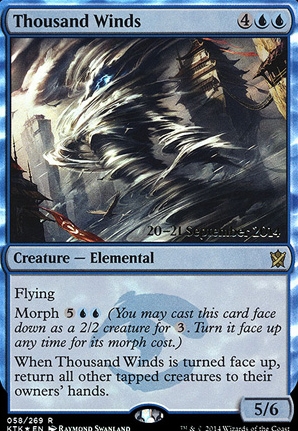 Thousand Winds 4
20–21 September 2014
Creature — Elemental
Flying
Morph 5 (You may cast this card face
down as a 2/2 creature for 3. Turn it face up
any time for its morph cost.)
When Thousand Winds is turned face up,
return all other tapped creatures to their
owners' hands.
5/6
058/269 R
KTK • EN RAYMOND SWANLAND
™ & © 2014 Wizards of the Coast